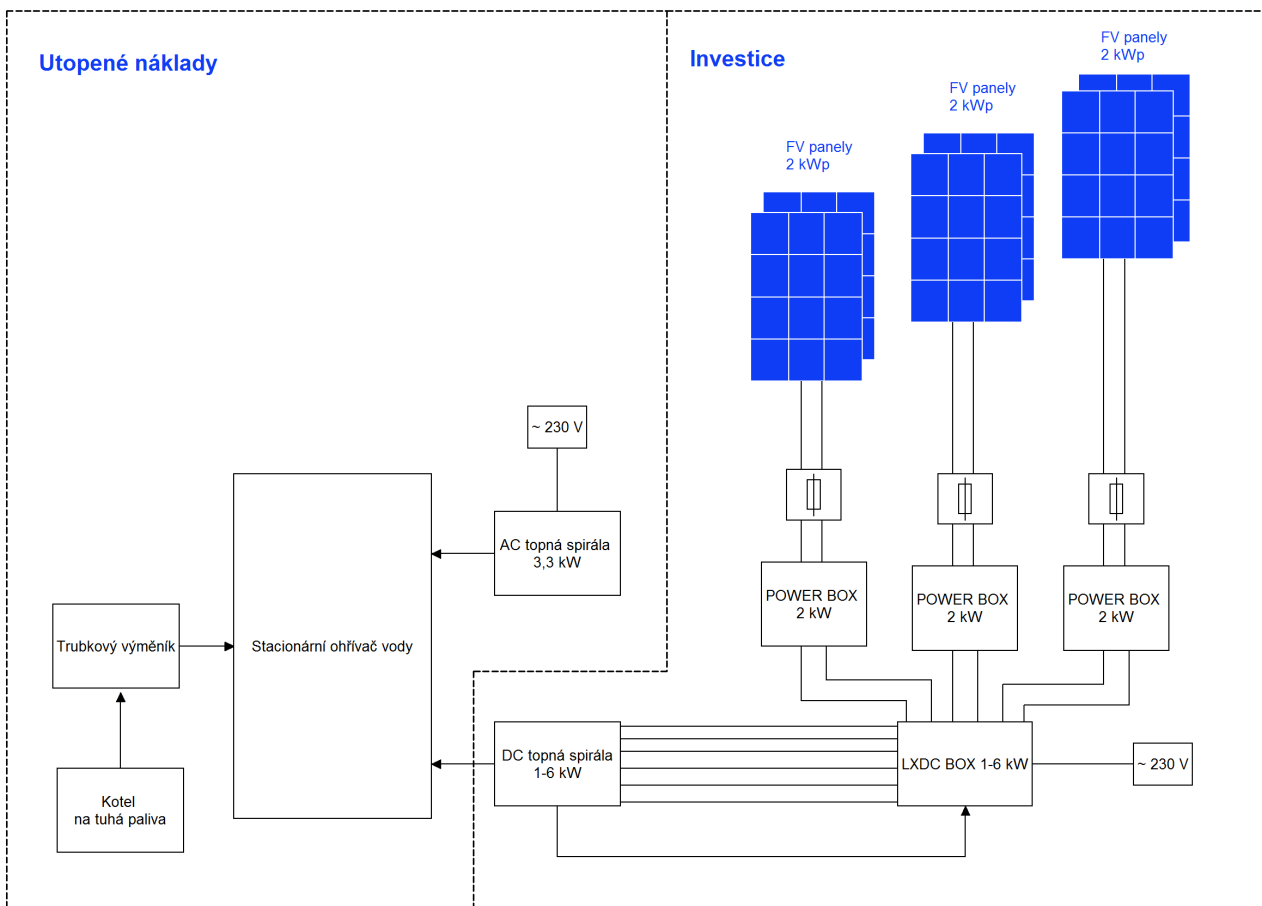 Utopené náklady
Investice
FV panely
2 kWp
FV panely
2 kWp
FV panely
2 kWp
~ 230 V
AC topná spirála
3,3 kW
POWER BOX
2 kW
POWER BOX
2 kW
POWER BOX
2 kW
Trubkový výměník
Stacionární ohřívač vody
DC topná spirála
1-6 kW
LXDC BOX 1-6 kW
~ 230 V
Kotel
na tuhá paliva